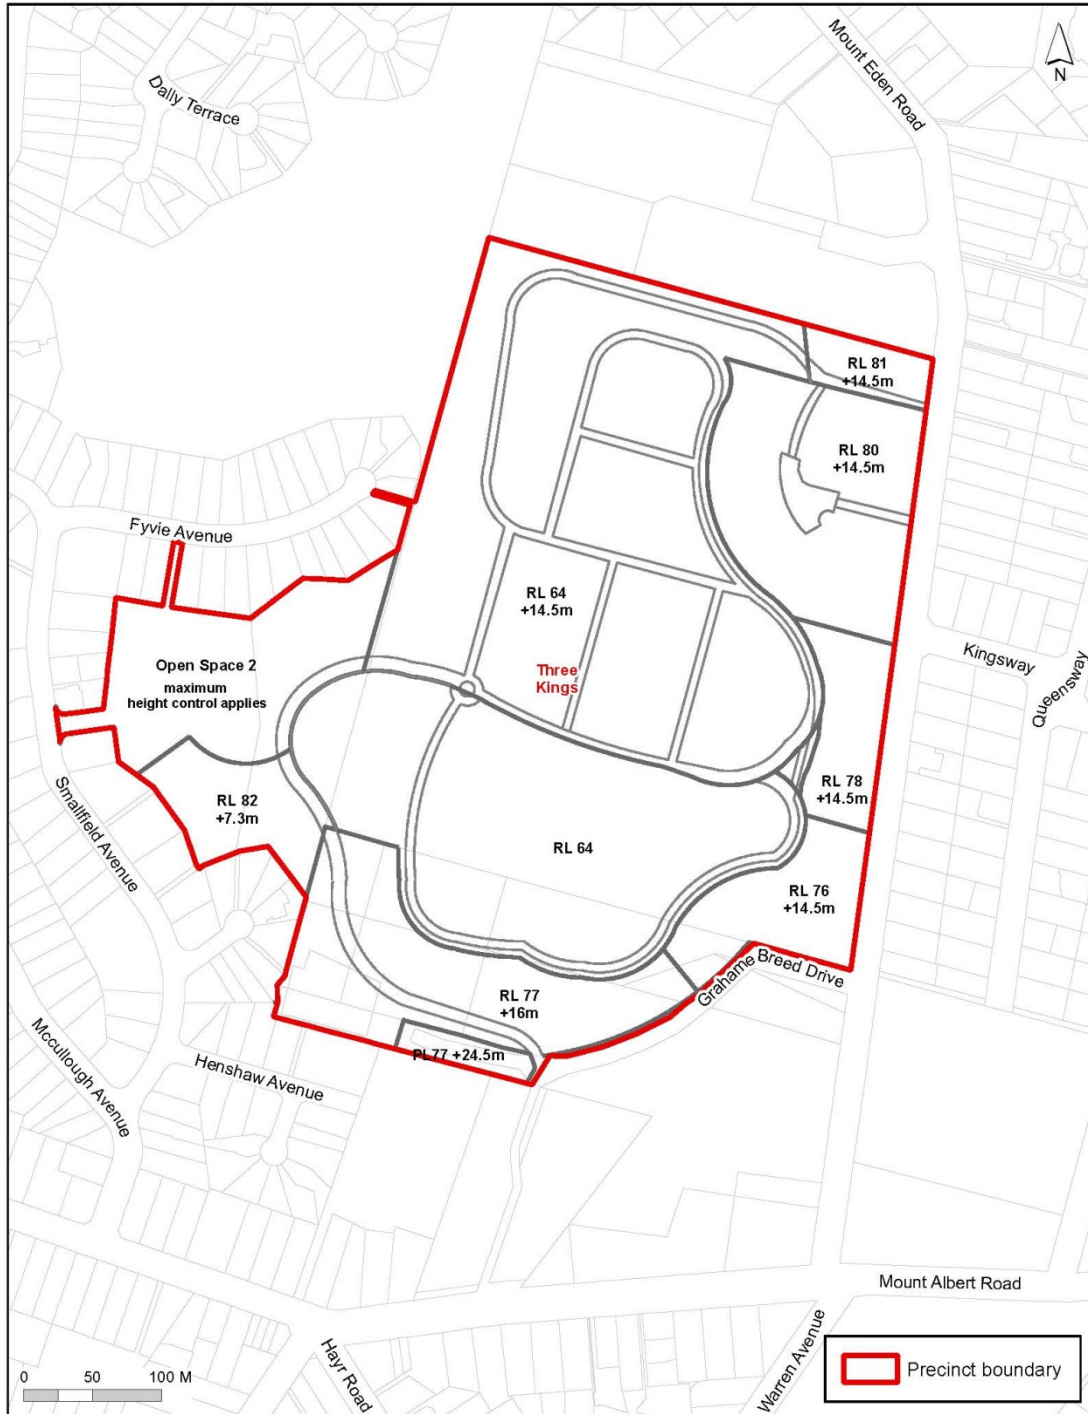 Mount Eden Road
N
Dally Terrace
RL 81
+14.5m
RL 80
+14.5m
Fyvie Avenue
RL 64
+14.5m
Three
Kings
Kingsway
Queensway
Open Space 2
maximum
height control applies
RL 78
+14.5m
Smallfield Avenue
RL 82
+7.3m
RL 64
RL 76
+14.5m
Grahame Breed Drive
RL 77
+16m
Mccullough Avenue
Henshaw Avenue
PL77 +24.5m
Mount Albert Road
Hayr Road
Warren Avenue
0 50 100 M
Precinct boundary